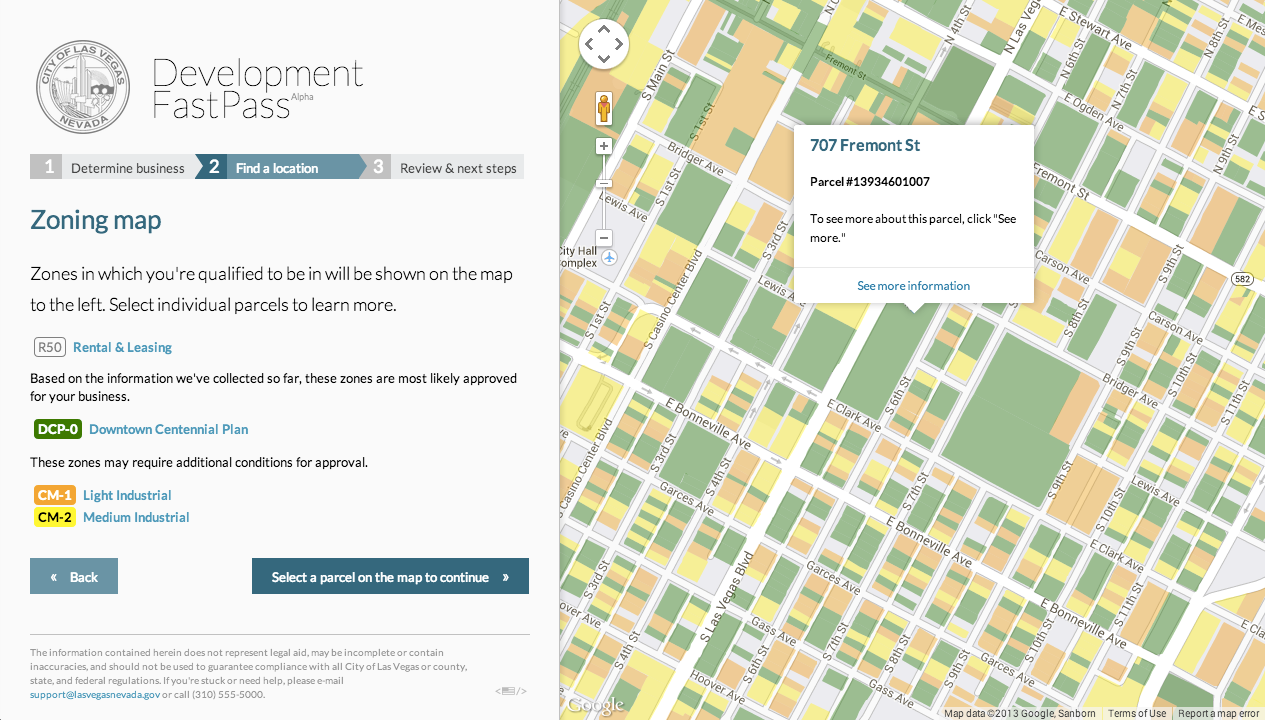 CITY OF LAS VEGAS
NEVADA
Development
FastPass Alpha
1 Determine business
2 Find a location
3 Review & next steps
Zoning map
Zones in which you're qualified to be in will be shown on the map
to the left. Select individual parcels to learn more.
R50 Rental & Leasing
Based on the information we've collected so far, these zones are most likely approved
for your business.
DCP-0 Downtown Centennial Plan
These zones may require additional conditions for approval.
CM-1 Light Industrial
CM-2 Medium Industrial
« Back
Select a parcel on the map to continue »
The information contained herein does not represent legal aid, may be incomplete or contain
inaccuracies, and should not be used to guarantee compliance with all City of Las Vegas or county,
state, and federal regulations. If you're stuck or need help, please e-mail
support@lasvegasnevada.gov or call (310) 555-5000.
707 Fremont St
Parcel #13934601007
To see more about this parcel, click "See
more."
See more information
S Main St
S 1st St
Fremont St
N 4th St
N Las Ve
E Stewart Ave
N 6th St
N 7th St
N 8th St
E Ogden Ave
Bridger Ave
S 1st St
Lewis Ave
City Hall
omplex
S 3rd St
Lewis A
Fremont St
S 9th St
582
S Casino Center Blvd
S 1st St
S 8th St
Carson Ave
S 9th St
S 10th St
Bridger Ave
S 11th St
S 6th St
E Clark Ave
E Bonneville Ave
S Casino Center Blvd
S 3rd St
S 4th St
Garces Ave
S 7th St
S 9th St
Lewis Ave
S 10th St
E Bonneville Ave
E Clark Ave
S 3rd St
S Las Vegas Blvd
S 11th St
E Bonneville Ave
E Cla
oover Ave
Gass Ave
S 4th St
S 6th St
S 7th St
S 10th St
S 9th St
Garces Ave
Hoover Ave
Gass Ave
Google
Map data ©2013 Google, Sanborn
Terms of Use
Report a map error